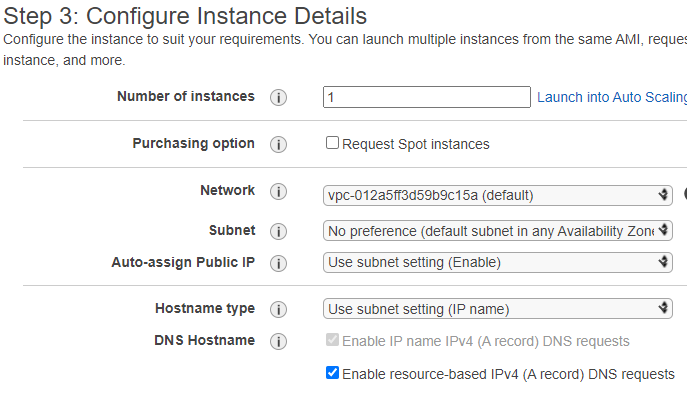 Step 3: Configure Instance Details
Configure the instance to suit your requirements. You can launch multiple instances from the same AMI, reques
instance, and more.
Number of instances i 1 Launch into Auto Scaling
Purchasing option i Request Spot instances
Network i vpc-012a5ff3d59b9c15a (default)
Subnet i No preference (default subnet in any Availability Zone
Auto-assign Public IP i Use subnet setting (Enable)
Hostname type i Use subnet setting (IP name)
DNS Hostname i Enable IP name IPv4 (A record) DNS requests
Enable resource-based IPv4 (A record) DNS requests